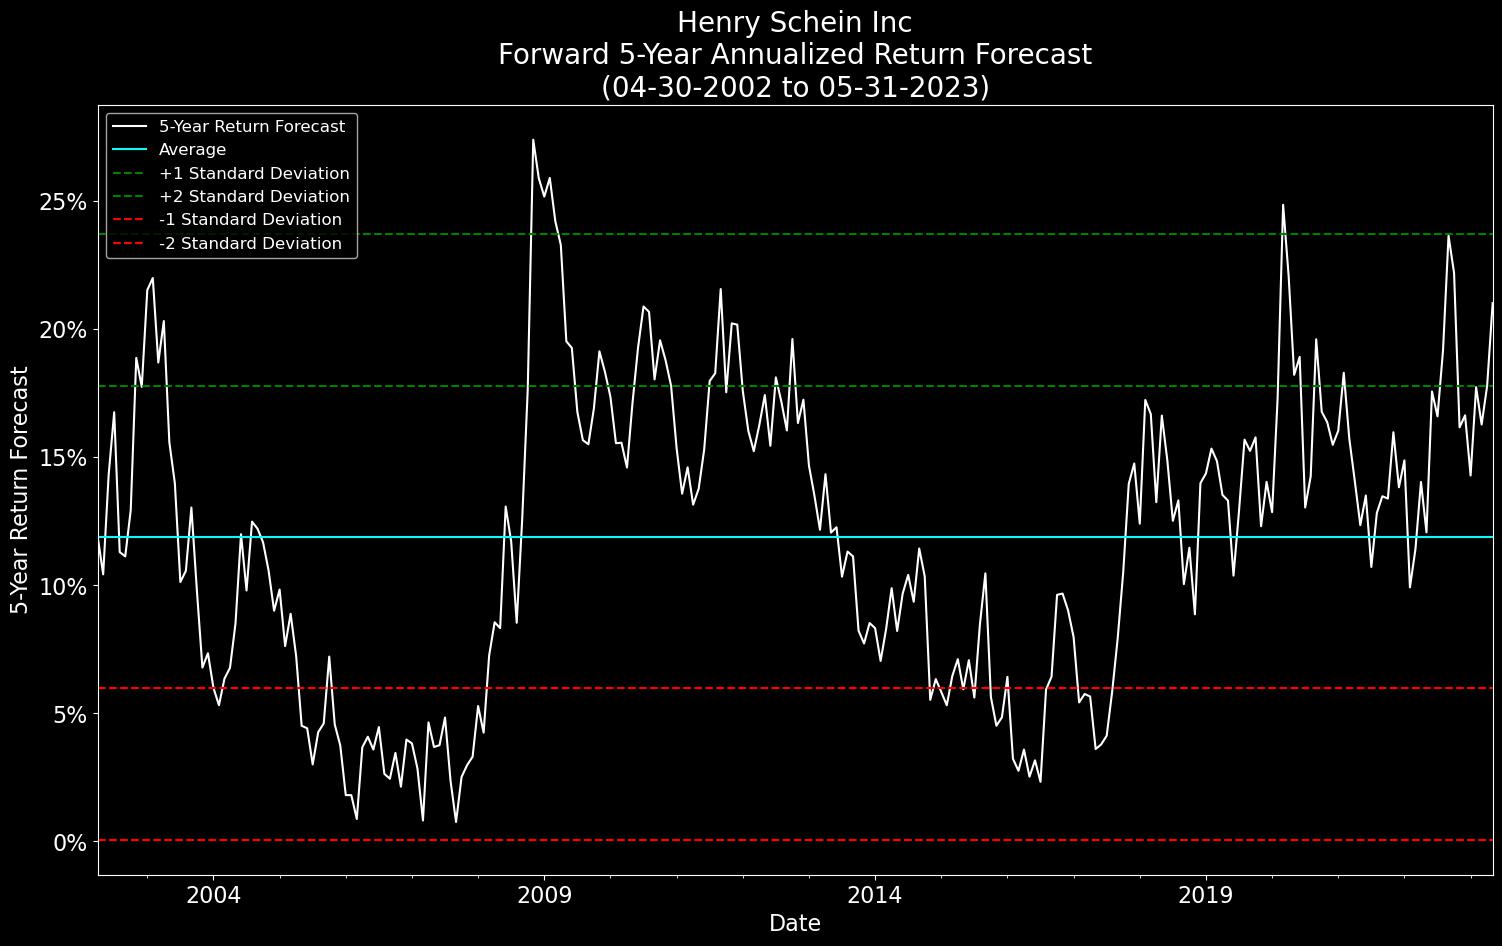 Henry Schein Inc
Forward 5-Year Annualized Return Forecast
(04-30-2002 to 05-31-2023)
5-Year Return Forecast
Average
+1 Standard Deviation
+2 Standard Deviation
-1 Standard Deviation
-2 Standard Deviation
25%
20%
15%
10%
5%
0%
5-Year Return Forecast
2004
2009
2014
2019
Date